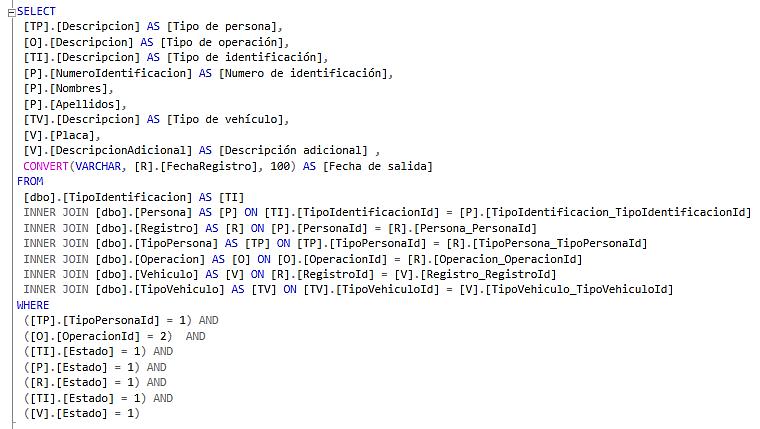 SELECT
[TP].[Descripcion] AS [Tipo de persona],
[O].[Descripcion] AS [Tipo de operación],
[TI].[Descripcion] AS [Tipo de identificación],
[P].[NumeroIdentificacion] AS [Numero de identificación],
[P].[Nombres],
[P].[Apellidos],
[TV].[Descripcion] AS [Tipo de vehículo],
[V].[Placa],
[V].[DescripcionAdicional] AS [Descripción adicional] ,
CONVERT(VARCHAR, [R].[FechaRegistro], 100) AS [Fecha de salida]
FROM
[dbo].[TipoIdentificacion] AS [TI]
INNER JOIN [dbo].[Persona] AS [P] ON [TI].[TipoIdentificacionId] = [P].[TipoIdentificacion_TipoIdentificacionId]
INNER JOIN [dbo].[Registro] AS [R] ON [P].[PersonaId] = [R].[Persona_PersonaId]
INNER JOIN [dbo].[TipoPersona] AS [TP] ON [TP].[TipoPersonaId] = [R].[TipoPersona_TipoPersonaId]
INNER JOIN [dbo].[Operacion] AS [O] ON [O].[OperacionId] = [R].[Operacion_OperacionId]
INNER JOIN [dbo].[Vehiculo] AS [V] ON [R].[RegistroId] = [V].[Registro_RegistroId]
INNER JOIN [dbo].[TipoVehiculo] AS [TV] ON [TV].[TipoVehiculoId] = [V].[TipoVehiculo_TipoVehiculoId]
WHERE
([TP].[TipoPersonaId] = 1) AND
([O].[OperacionId] = 2)  AND
([TI].[Estado] = 1) AND
([P].[Estado] = 1) AND
([R].[Estado] = 1) AND
([TI].[Estado] = 1) AND
([V].[Estado] = 1)